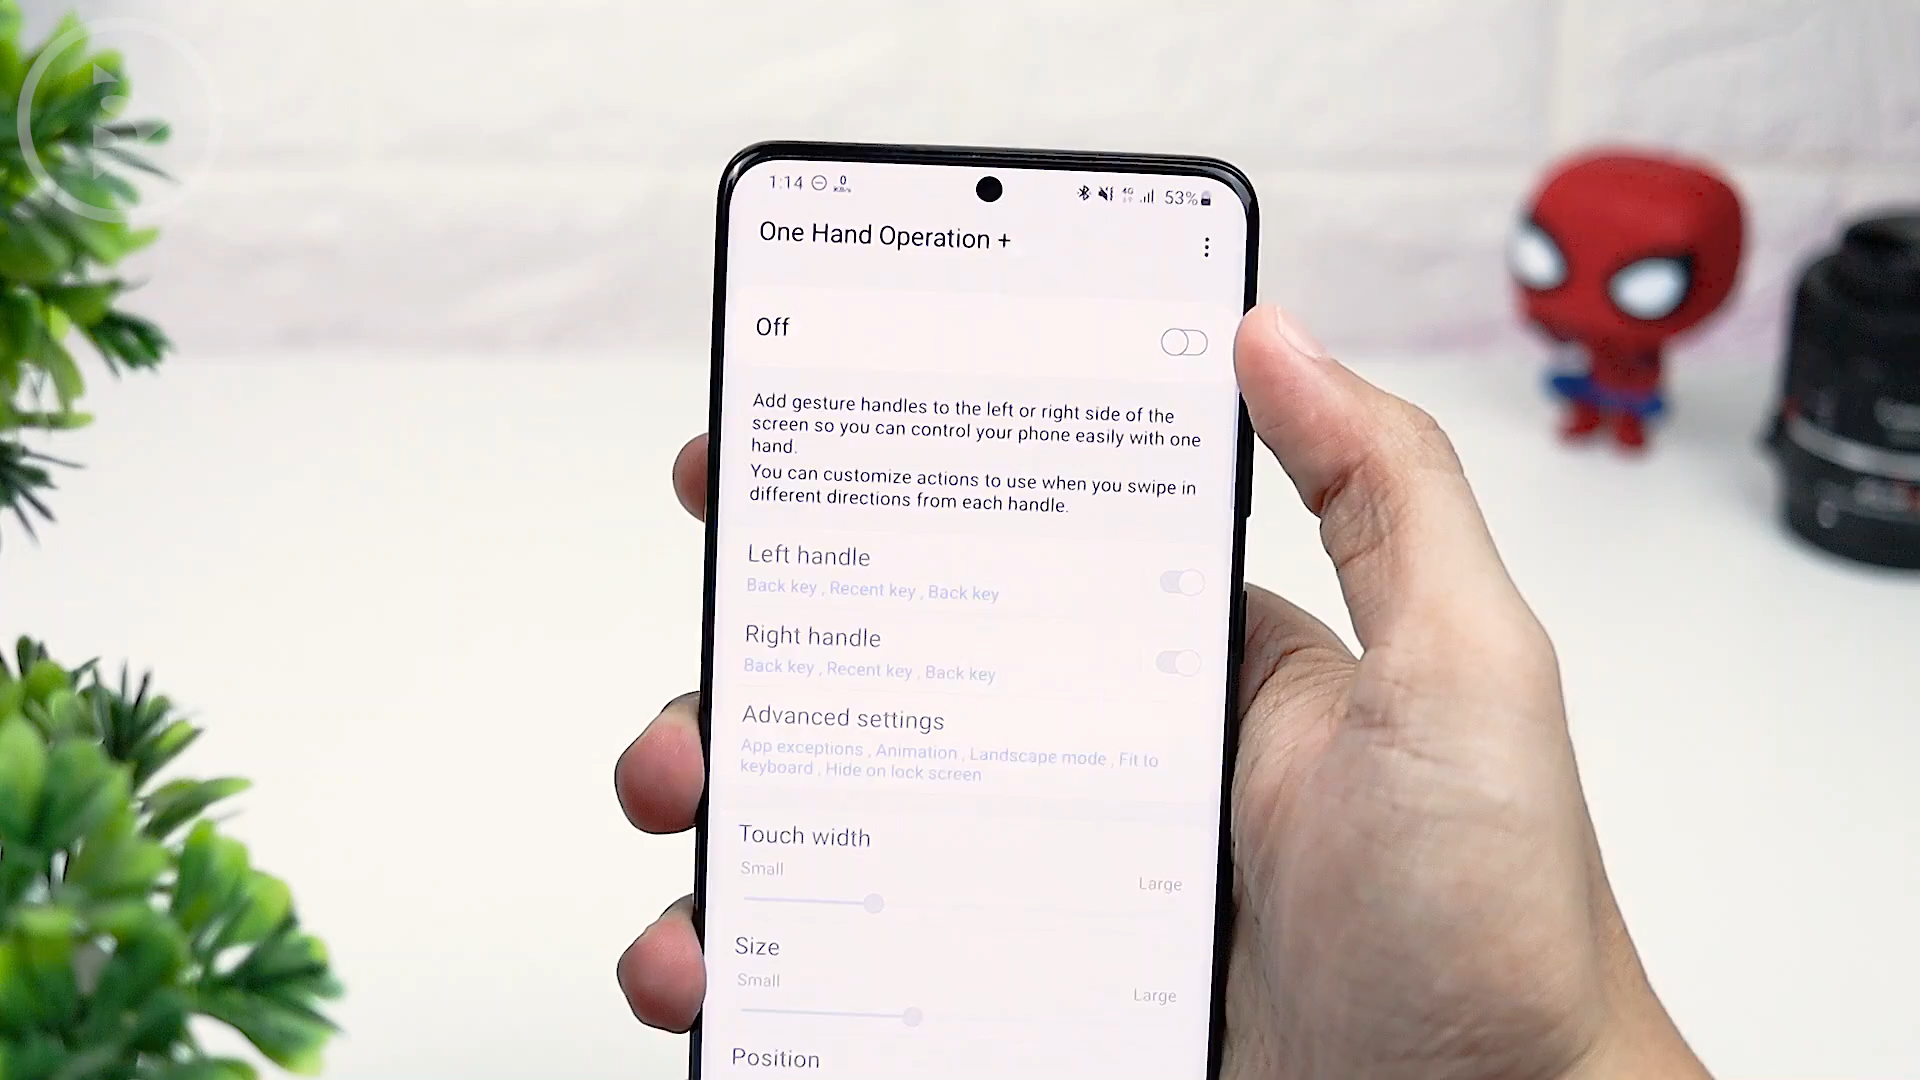 1:14 0 KB/s 4G 53%
One Hand Operation +
Off
Add gesture handles to the left or right side of the
screen so you can control your phone easily with one
hand.
You can customize actions to use when you swipe in
different directions from each handle.
Left handle
Back key , Recent key , Back key
Right handle
Back key , Recent key , Back key
Advanced settings
App exceptions , Animation , Landscape mode , Fit to
keyboard , Hide on lock screen
Touch width
Small Large
Size
Small Large
Position